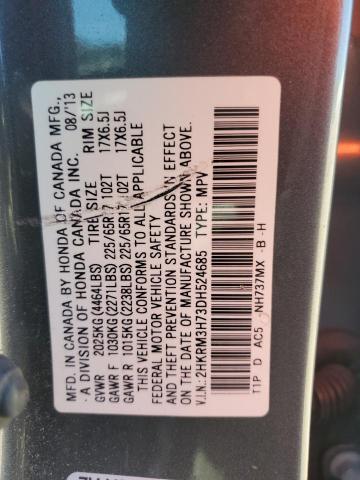 MFD. IN CANADA BY HONDA OF CANADA MFG.,
- A DIVISION OF HONDA CANADA INC. 08/'13
TIRE SIZE RIM SIZE
GVWR 2025KG (4464LBS)
GAWR F 1030KG (2271LBS) 225/65R17 102T 17X6.5J
GAWR R 1015KG (2238LBS) 225/65R17 102T 17X6.5J
THIS VEHICLE CONFORMS TO ALL APPLICABLE
FEDERAL MOTOR VEHICLE SAFETY
AND THEFT PREVENTION STANDARDS IN EFFECT
ON THE DATE OF MANUFACTURE SHOWN ABOVE.
V.I.N.: 2HKRM3H73DH524685 TYPE: MPV
T1P D AC5 NH737MX -B -H